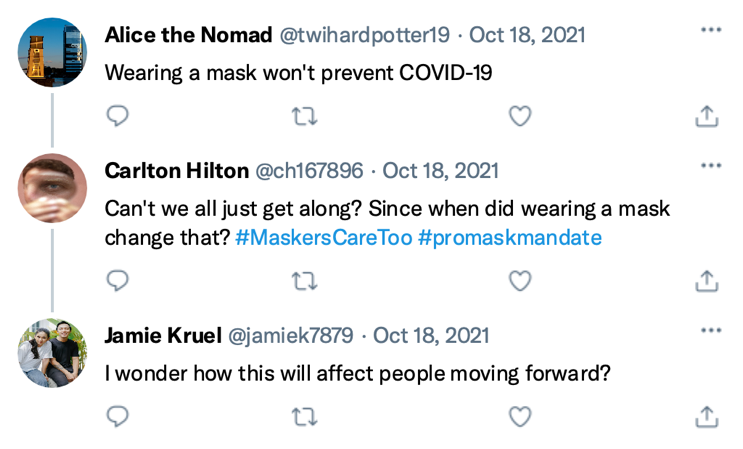 Alice the Nomad @twihardpotter19 · Oct 18, 2021
Wearing a mask won't prevent COVID-19
Carlton Hilton @ch167896 · Oct 18, 2021
Can't we all just get along? Since when did wearing a mask
change that? #MaskersCareToo #promaskmandate
Jamie Kruel @jamiek7879 · Oct 18, 2021
I wonder how this will affect people moving forward?